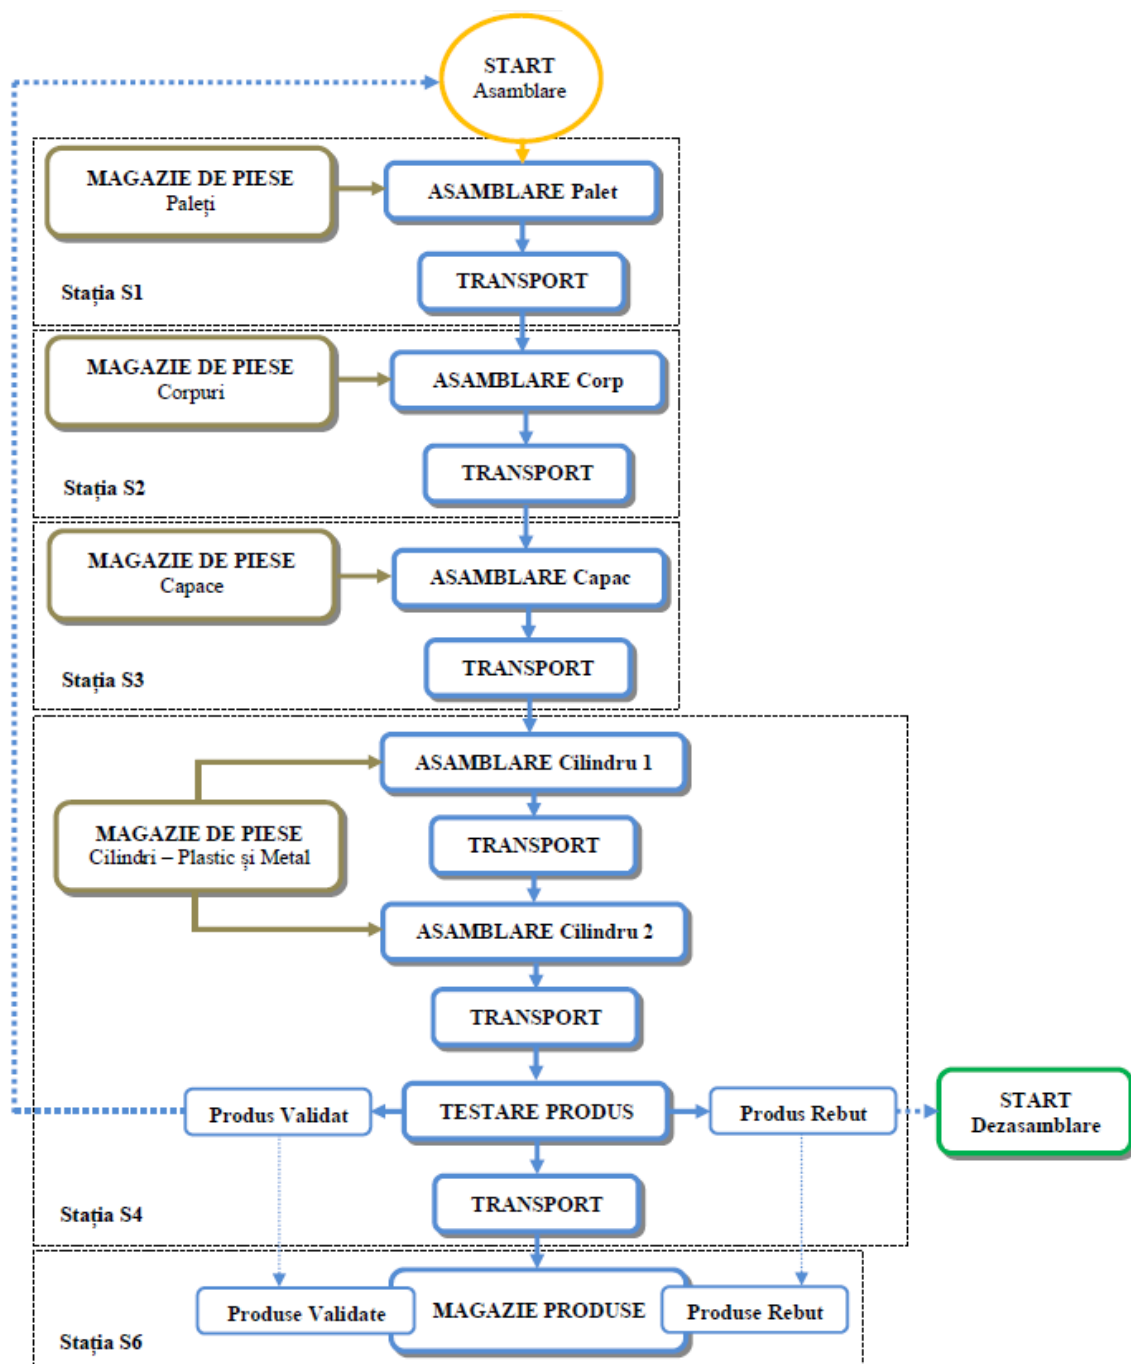 START
Asamblare
MAGAZIE DE PIESE
Paleți
ASAMBLARE Palet
TRANSPORT
Stația S1
MAGAZIE DE PIESE
Corpuri
ASAMBLARE Corp
TRANSPORT
Stația S2
MAGAZIE DE PIESE
Capace
ASAMBLARE Capac
TRANSPORT
Stația S3
ASAMBLARE Cilindru 1
MAGAZIE DE PIESE
Cilindri – Plastic și Metal
TRANSPORT
ASAMBLARE Cilindru 2
TRANSPORT
Produs Validat
TESTARE PRODUS
Produs Rebut
START
Dezasamblare
TRANSPORT
Stația S4
Produse Validate
MAGAZIE PRODUSE
Produse Rebut
Stația S6